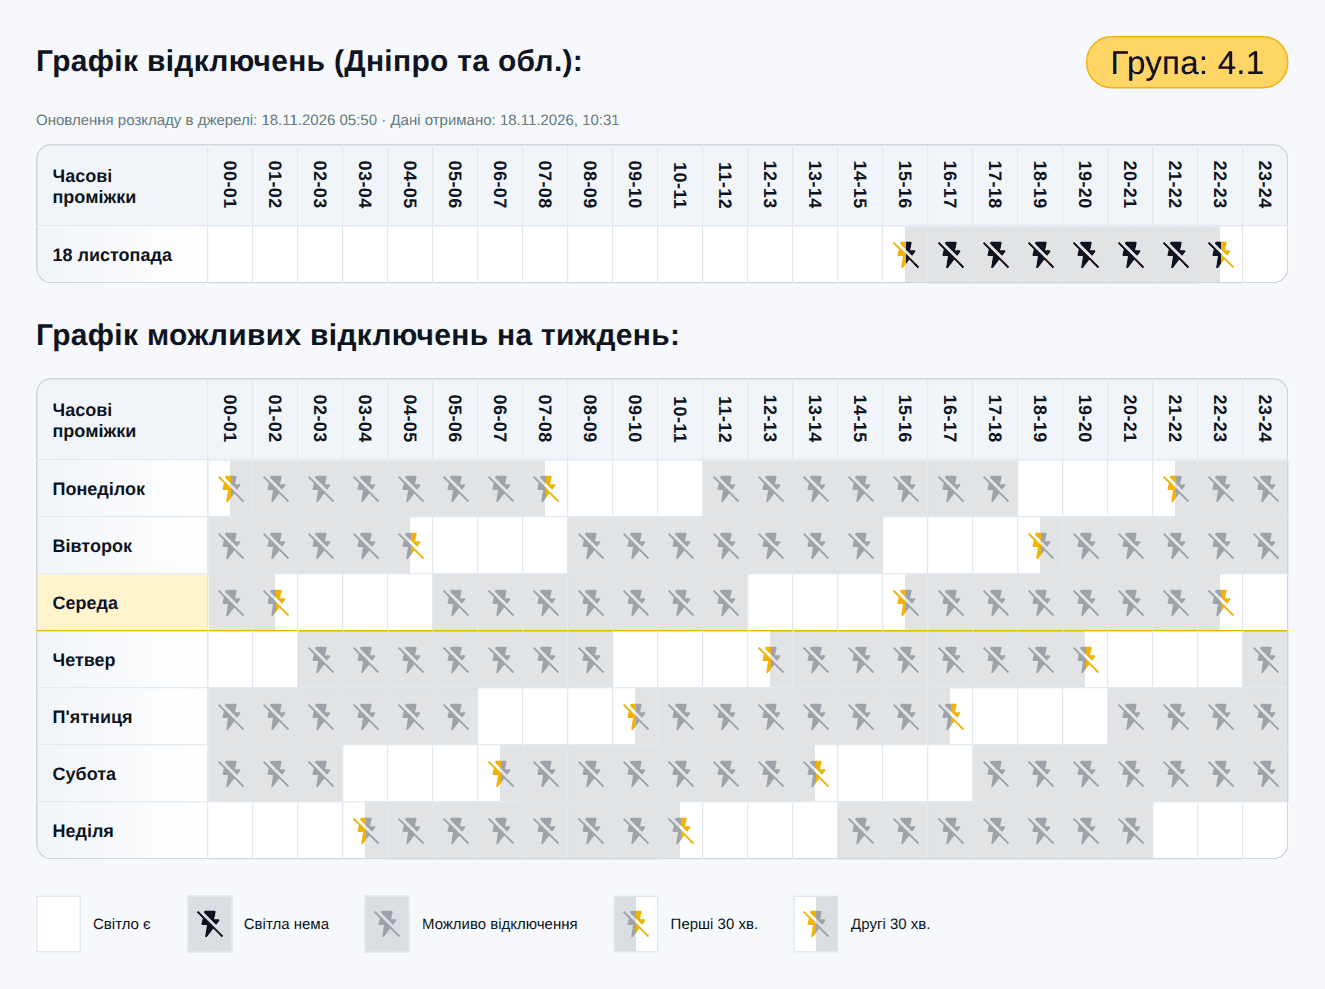 Графік відключень (Дніпро та обл.):
Група: 4.1
Оновлення розкладу в джерелі: 18.11.2026 05:50 · Дані отримано: 18.11.2026, 10:31
Часові проміжки 00-01 01-02 02-03 03-04 04-05 05-06 06-07 07-08 08-09 09-10 10-11 11-12 12-13 13-14 14-15 15-16 16-17 17-18 18-19 19-20 20-21 21-22 22-23 23-24
18 листопада
Графік можливих відключень на тиждень:
Часові проміжки 00-01 01-02 02-03 03-04 04-05 05-06 06-07 07-08 08-09 09-10 10-11 11-12 12-13 13-14 14-15 15-16 16-17 17-18 18-19 19-20 20-21 21-22 22-23 23-24
Понеділок
Вівторок
Середа
Четвер
П'ятниця
Субота
Неділя
Світло є Світла нема Можливо відключення Перші 30 хв. Другі 30 хв.